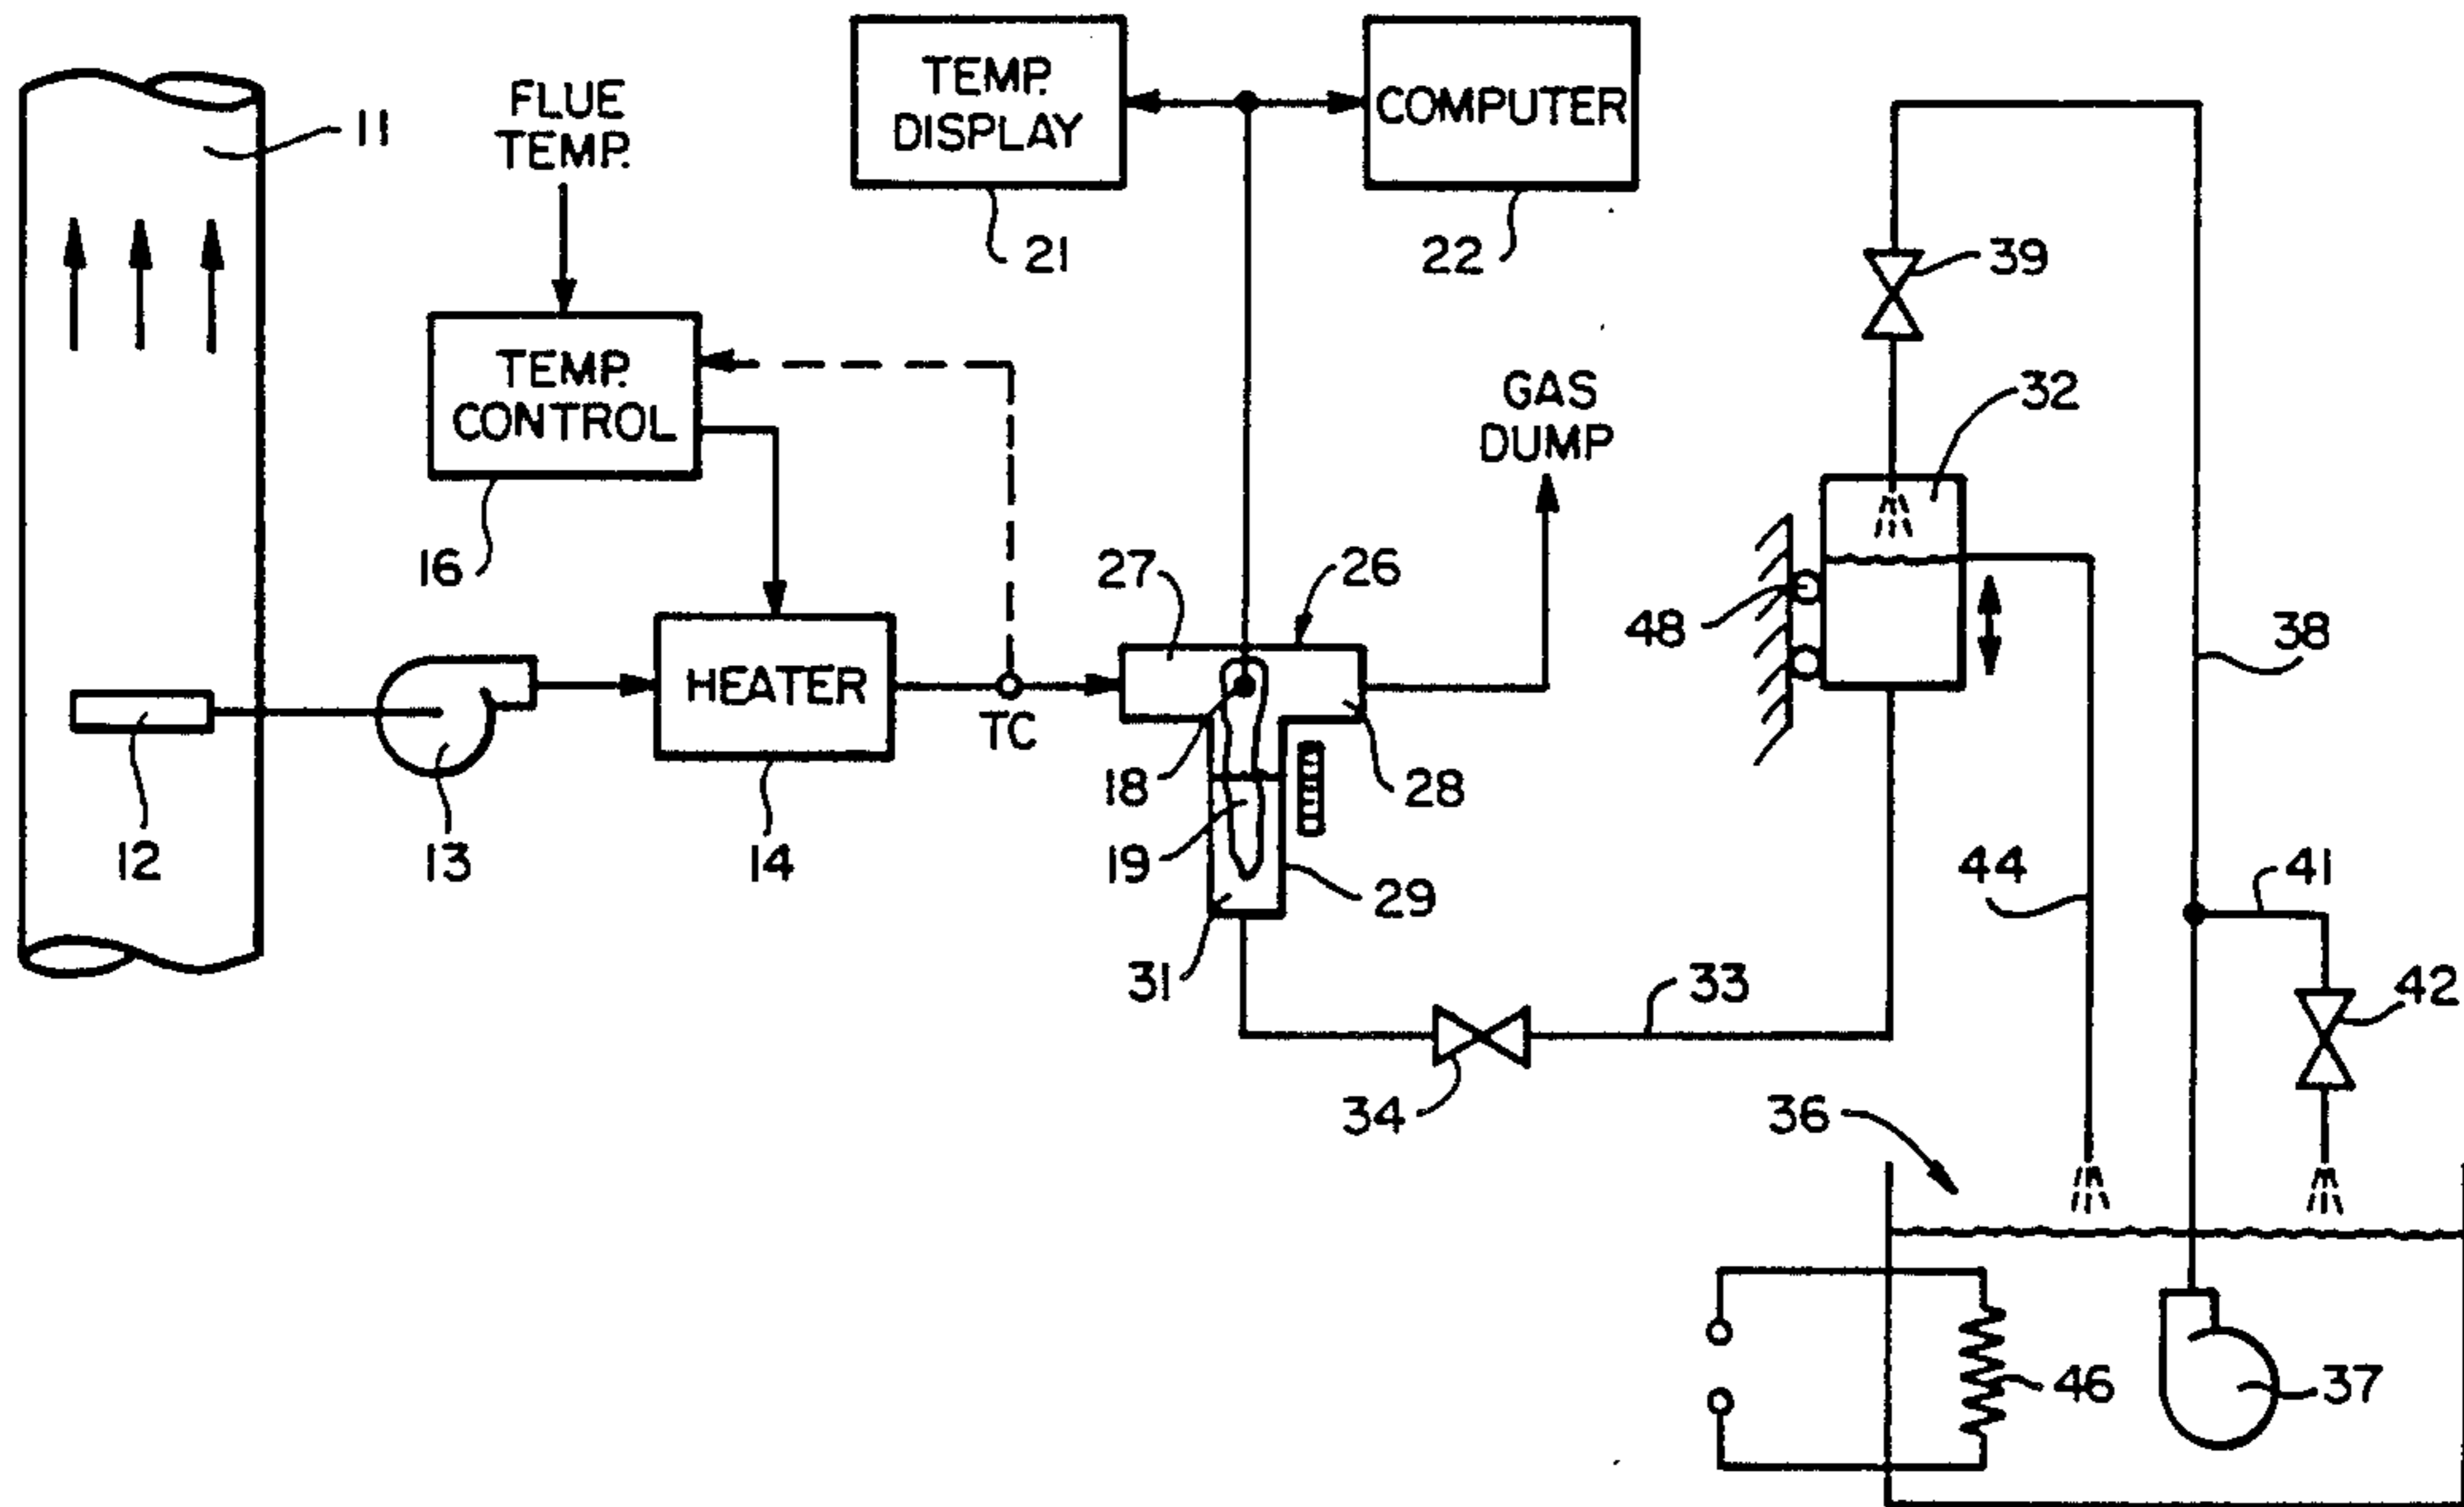 TEMP.
DISPLAY
COMPUTER
FLUE
TEMP.
11
21
22
39
TEMP.
CONTROL
GAS
DUMP
32
16
27
26
48
38
HEATER
TC
18
28
12
13
14
19
29
44
41
31
33
42
34
36
46
37